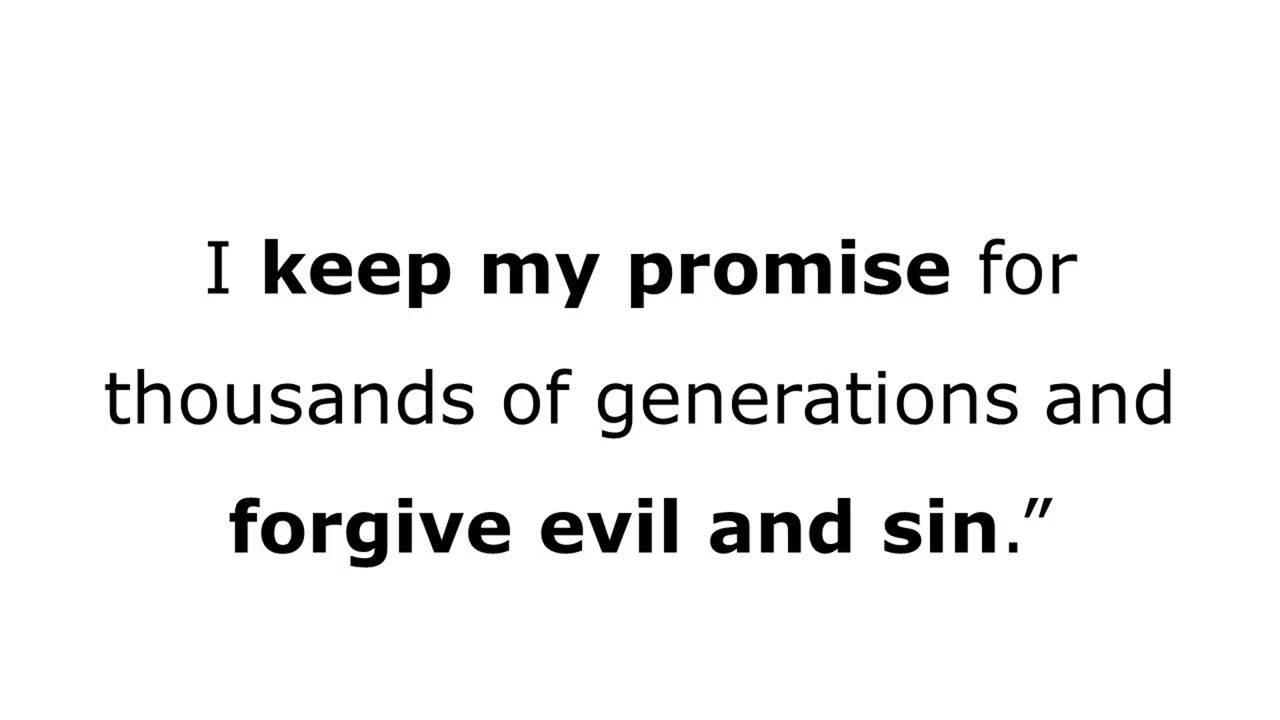 I keep my promise for
thousands of generations and
forgive evil and sin.”